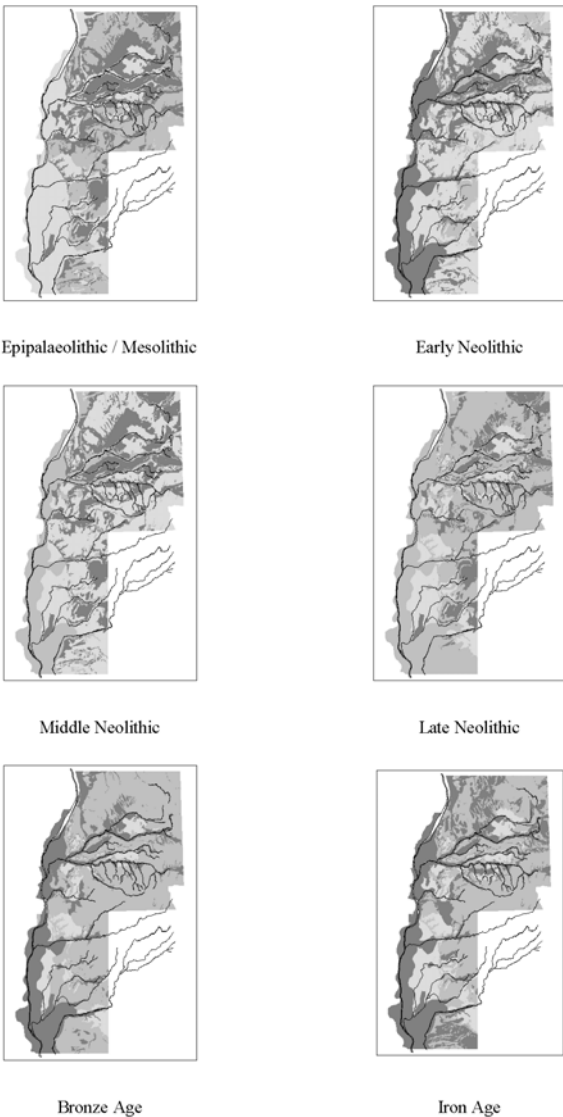 Epipalaeolithic / Mesolithic
Early Neolithic
Middle Neolithic
Late Neolithic
Bronze Age
Iron Age